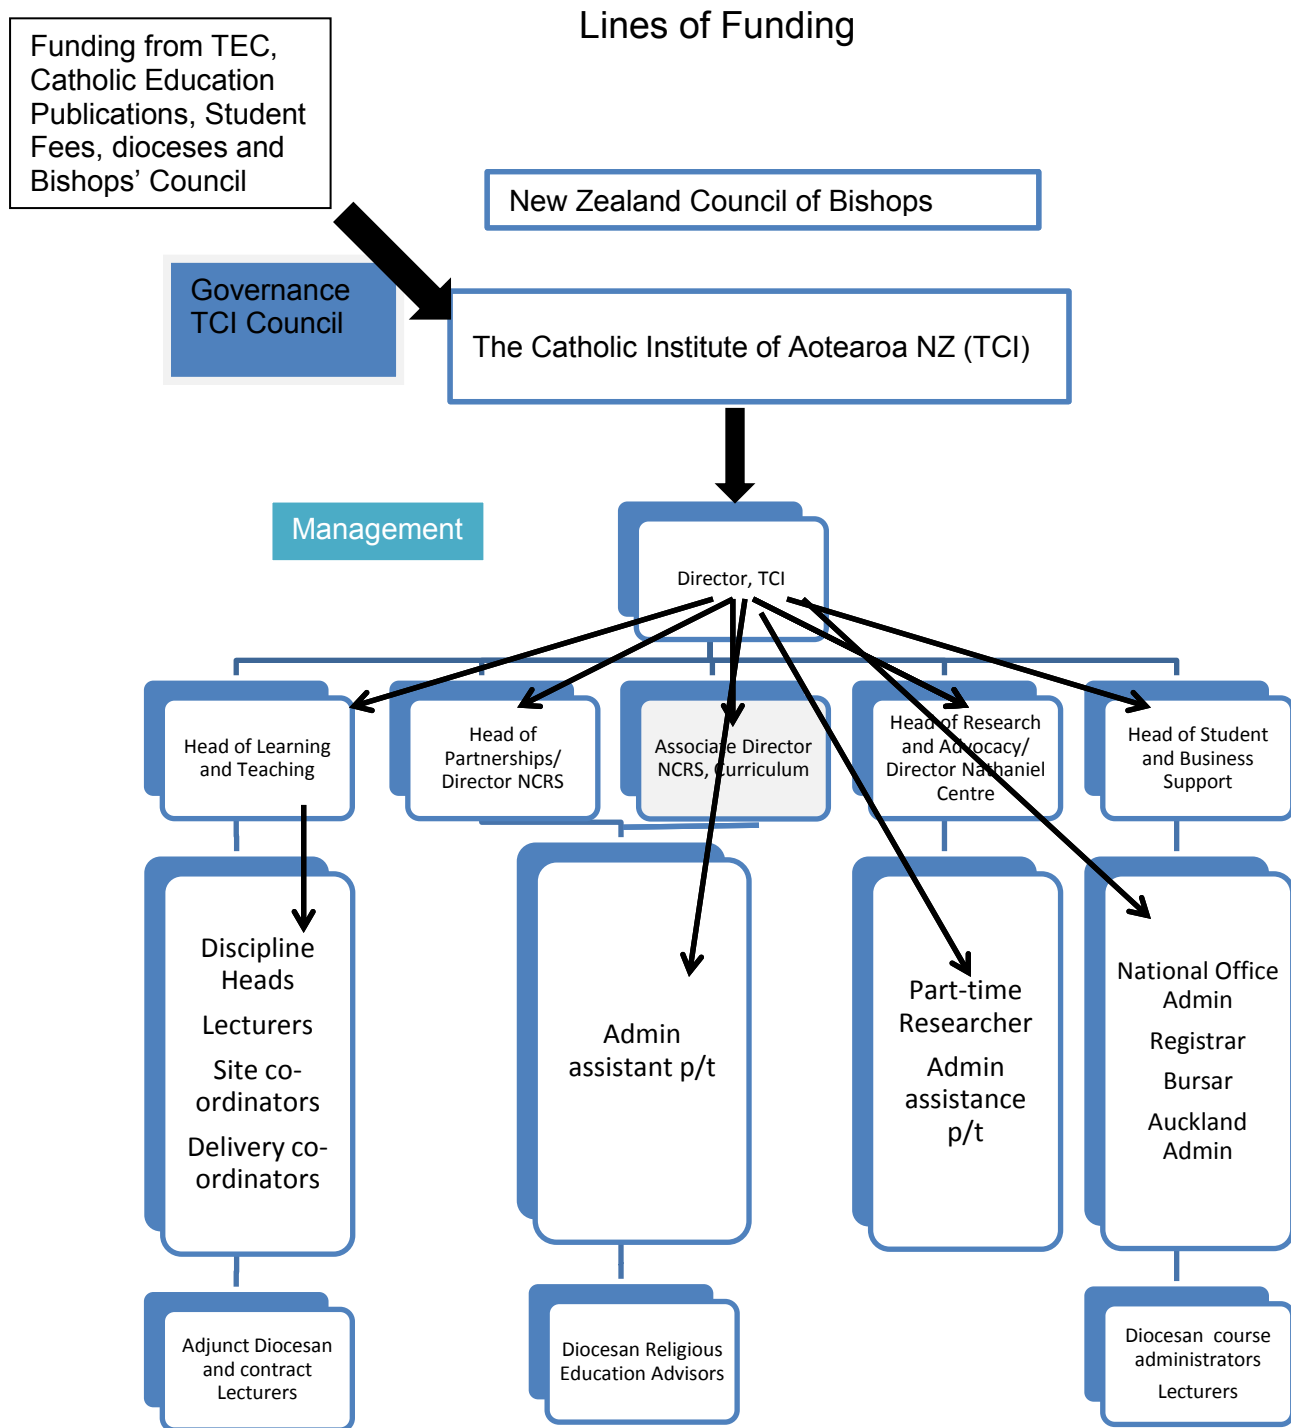 Lines of Funding
Funding from TEC,
Catholic Education
Publications, Student
Fees, dioceses and
Bishops’ Council
New Zealand Council of Bishops
Governance
TCI Council
The Catholic Institute of Aotearoa NZ (TCI)
Management
Director, TCI
Head of Learning
and Teaching
Head of
Partnerships/
Director NCRS
Associate Director
NCRS, Curriculum
Head of Research
and Advocacy/
Director Nathaniel
Centre
Head of Student
and Business
Support
Discipline
Heads
Lecturers
Site co-
ordinators
Delivery co-
ordinators
Admin
assistant p/t
Part-time
Researcher
Admin
assistance
p/t
National Office
Admin
Registrar
Bursar
Auckland
Admin
Adjunct Diocesan
and contract
Lecturers
Diocesan Religious
Education Advisors
Diocesan course
administrators
Lecturers